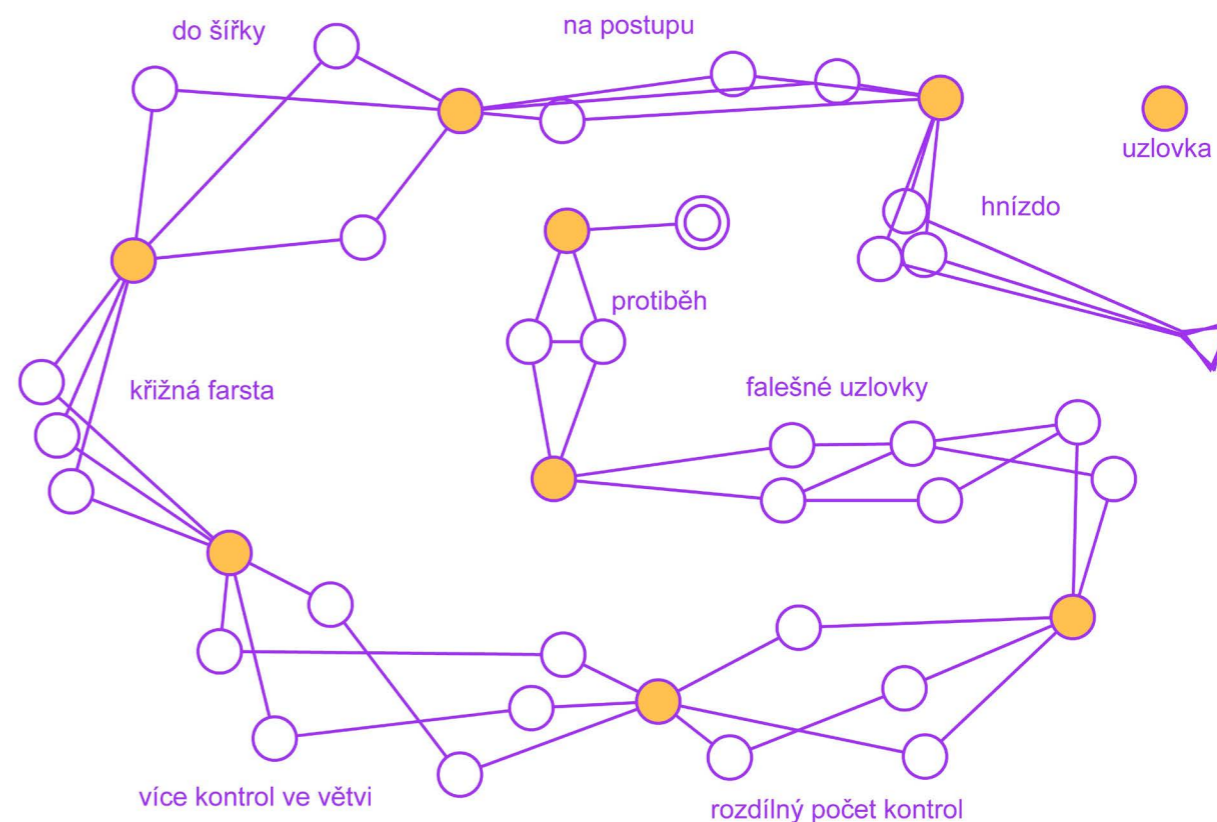 do šířky
na postupu
uzlovka
hnízdo
protiběh
křižná farsta
falešné uzlovky
více kontrol ve větvi
rozdílný počet kontrol